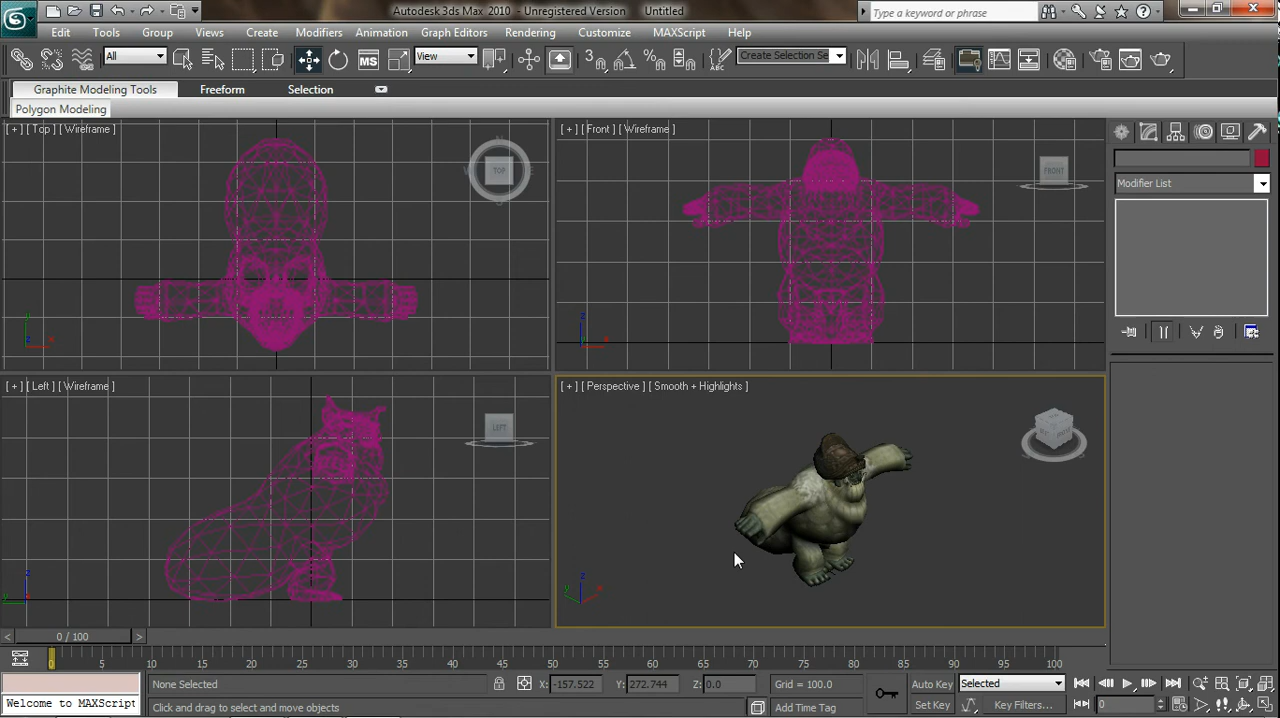 Autodesk 3ds Max 2010 - Unregistered Version Untitled
Type a keyword or phrase
Edit Tools Group Views Create Modifiers Animation Graph Editors Rendering Customize MAXScript Help
All View Create Selection Se
Graphite Modeling Tools Freeform Selection
Polygon Modeling
[ + ] [ Top ] [ Wireframe ]
TOP
[ + ] [ Front ] [ Wireframe ]
FRONT
Modifier List
[ + ] [ Left ] [ Wireframe ]
LEFT
[ + ] [ Perspective ] [ Smooth + Highlights ]
0 / 100
0 5 10 15 20 25 30 35 40 45 50 55 60 65 70 75 80 85 90 95 100
None Selected X: -157.522 Y: 272.744 Z: 0.0 Grid = 100.0 Auto Key Selected
Welcome to MAXScript Click and drag to select and move objects Add Time Tag Set Key Key Filters... 0